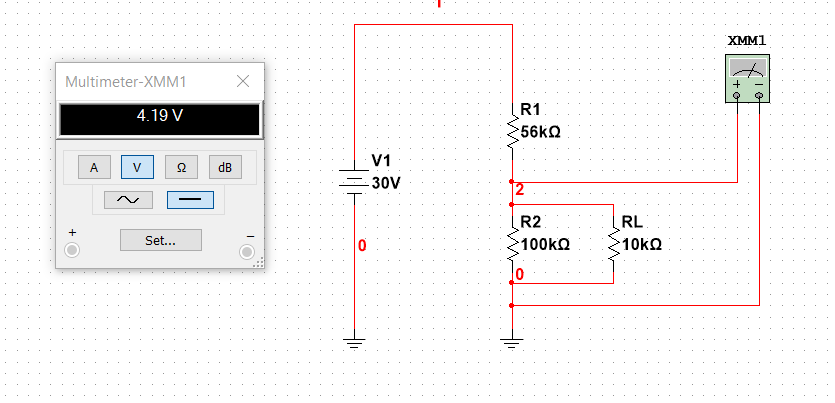 1
XMM1
Multimeter-XMM1
4.19 V
A V Ω dB
+ −
Set...
V1
30V
0
R1
56kΩ
2
R2
100kΩ
RL
10kΩ
0
+ −